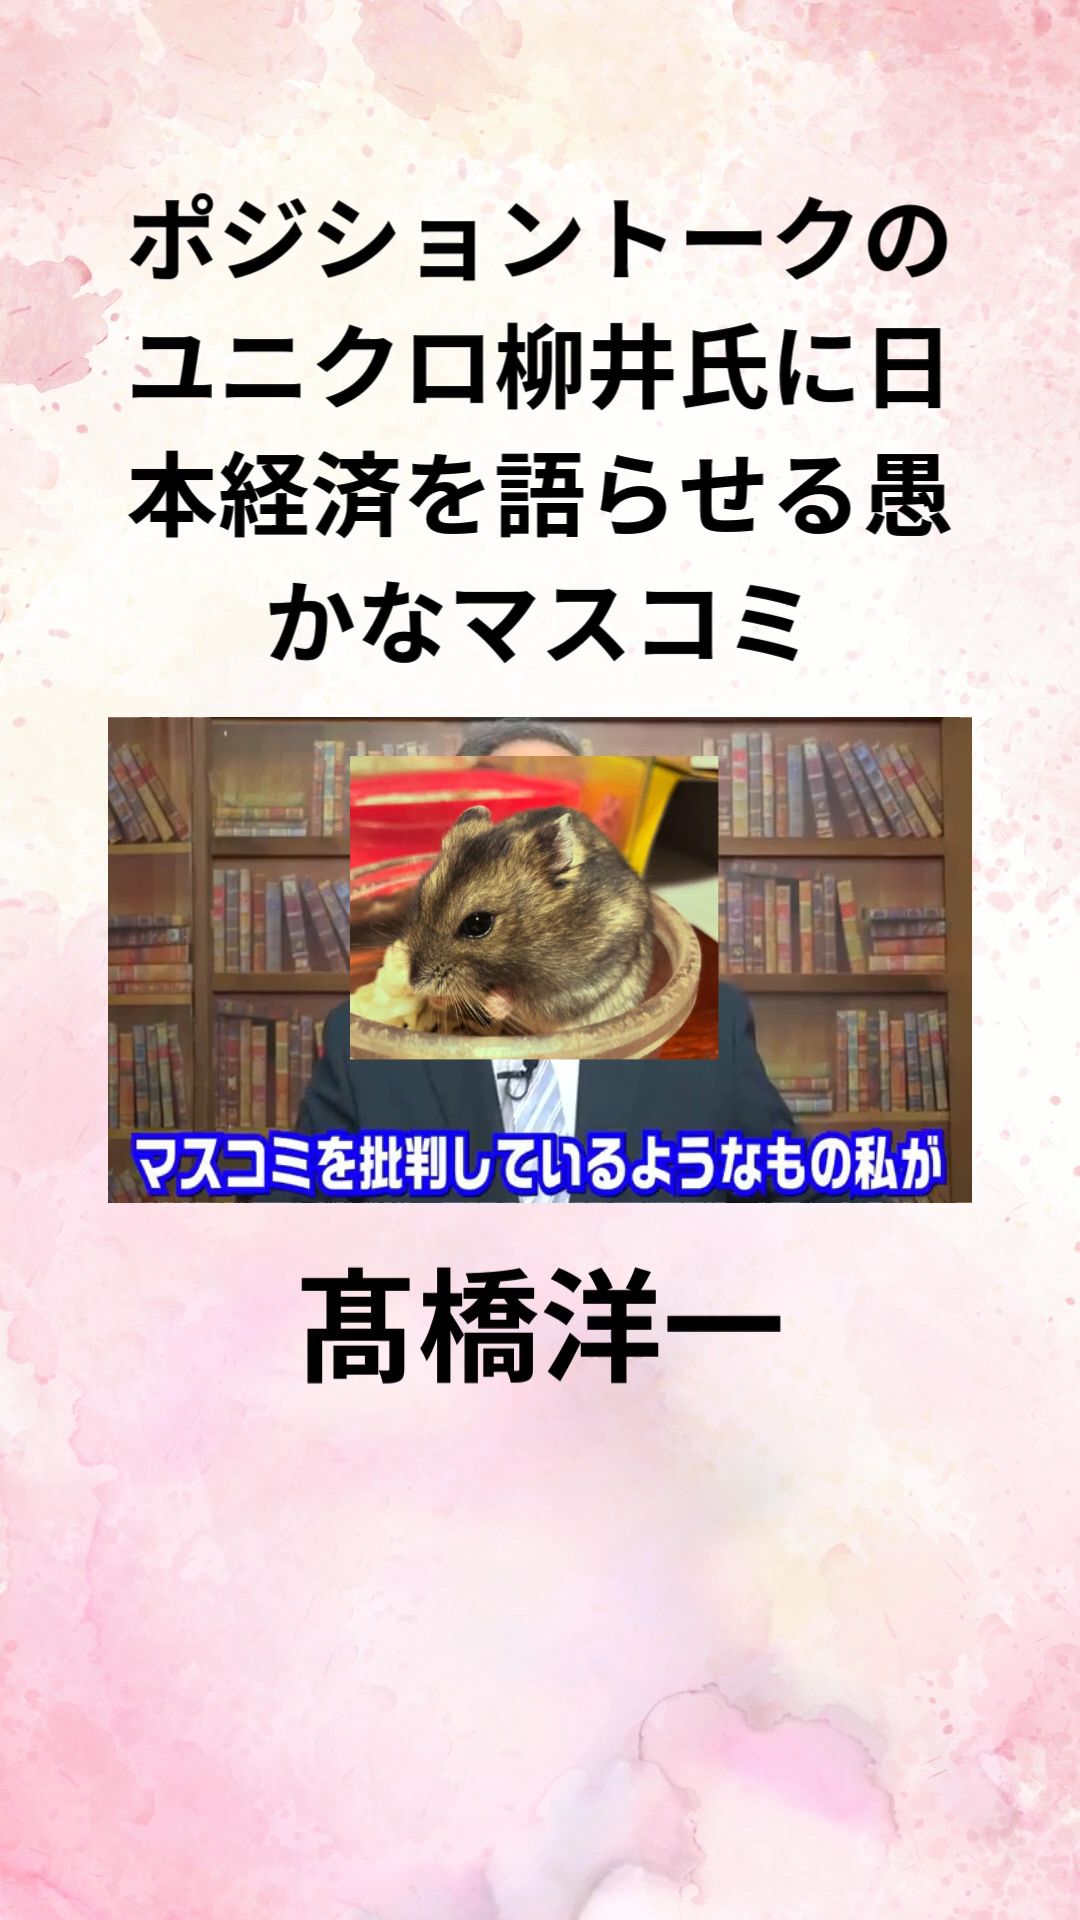 ポジショントークの
ユニクロ柳井氏に日
本経済を語らせる愚
かなマスコミ
マスコミを批判しているようなもの私が
髙橋洋一